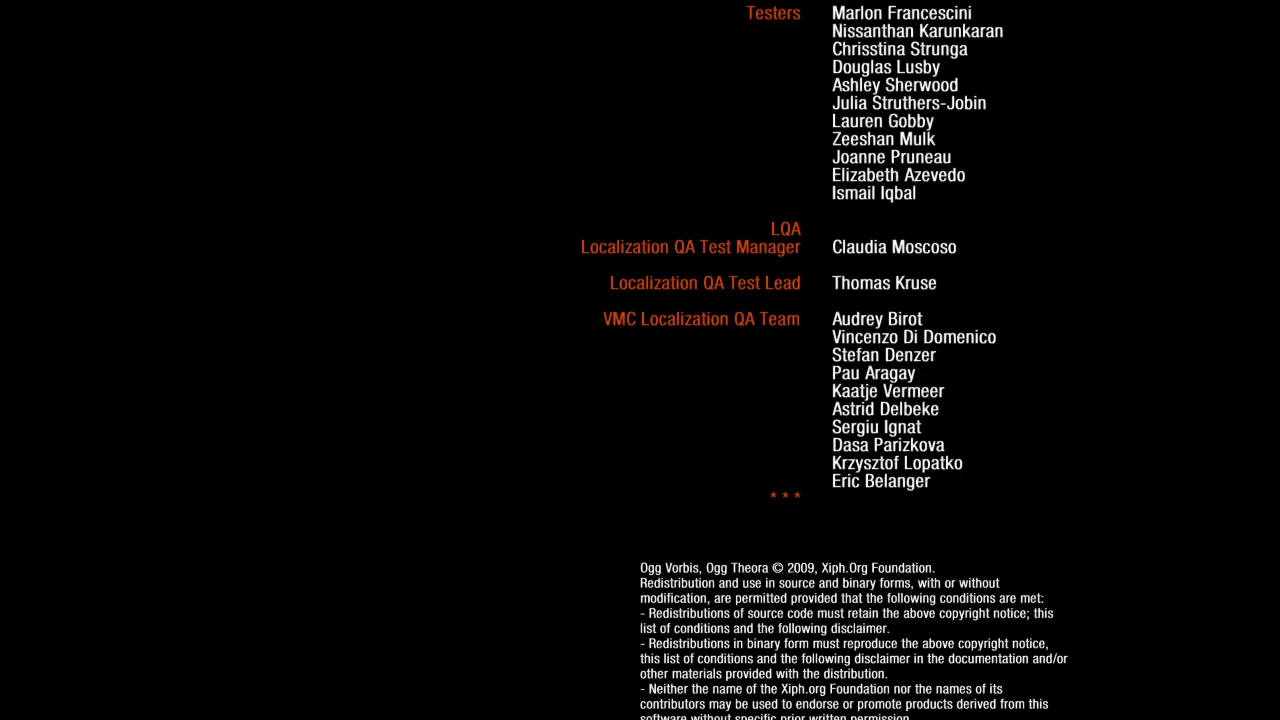 Testers Marlon Francescini
Nissanthan Karunkaran
Chrisstina Strunga
Douglas Lusby
Ashley Sherwood
Julia Struthers-Jobin
Lauren Gobby
Zeeshan Mulk
Joanne Pruneau
Elizabeth Azevedo
Ismail Iqbal
LQA
Localization QA Test Manager Claudia Moscoso
Localization QA Test Lead Thomas Kruse
VMC Localization QA Team Audrey Birot
Vincenzo Di Domenico
Stefan Denzer
Pau Aragay
Kaatje Vermeer
Astrid Delbeke
Sergiu Ignat
Dasa Parizkova
Krzysztof Lopatko
Eric Belanger
* * *
Ogg Vorbis, Ogg Theora © 2009, Xiph.Org Foundation.
Redistribution and use in source and binary forms, with or without
modification, are permitted provided that the following conditions are met:
- Redistributions of source code must retain the above copyright notice; this
list of conditions and the following disclaimer.
- Redistributions in binary form must reproduce the above copyright notice,
this list of conditions and the following disclaimer in the documentation and/or
other materials provided with the distribution.
- Neither the name of the Xiph.org Foundation nor the names of its
contributors may be used to endorse or promote products derived from this
software without specific prior written permission.